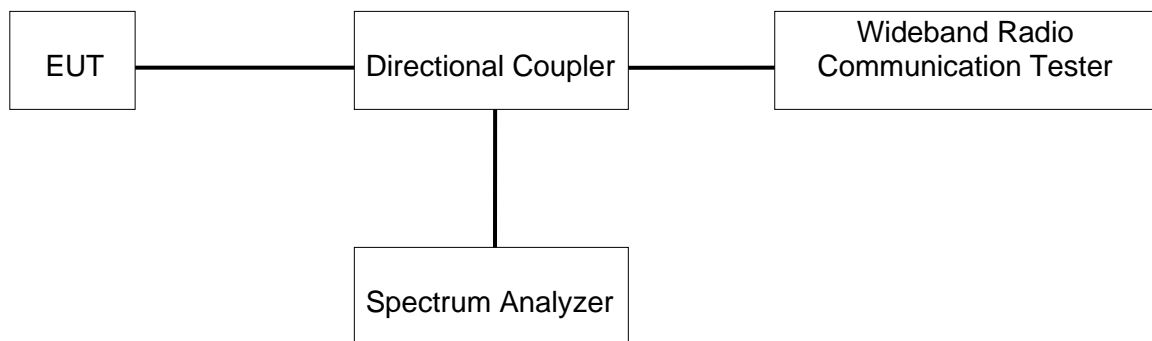 EUT
Directional Coupler
Wideband Radio
Communication Tester
Spectrum Analyzer